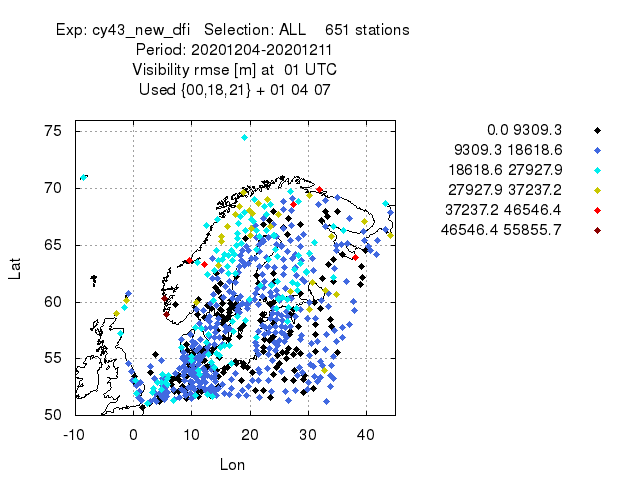 Exp: cy43_new_dfi   Selection: ALL    651 stations
Period: 20201204-20201211
Visibility rmse [m] at  01 UTC
Used {00,18,21} + 01 04 07
75
70
65
60
55
50
Lat
-10 0 10 20 30 40
Lon
0.0 9309.3
9309.3 18618.6
18618.6 27927.9
27927.9 37237.2
37237.2 46546.4
46546.4 55855.7